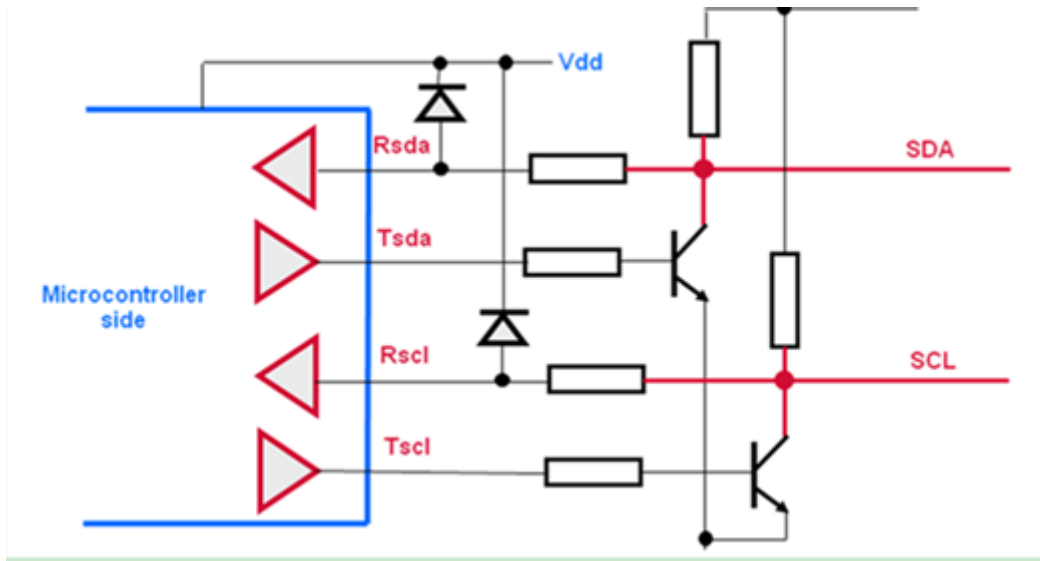 Vdd
Rsda
SDA
Tsda
Microcontroller
side
Rscl
SCL
Tscl